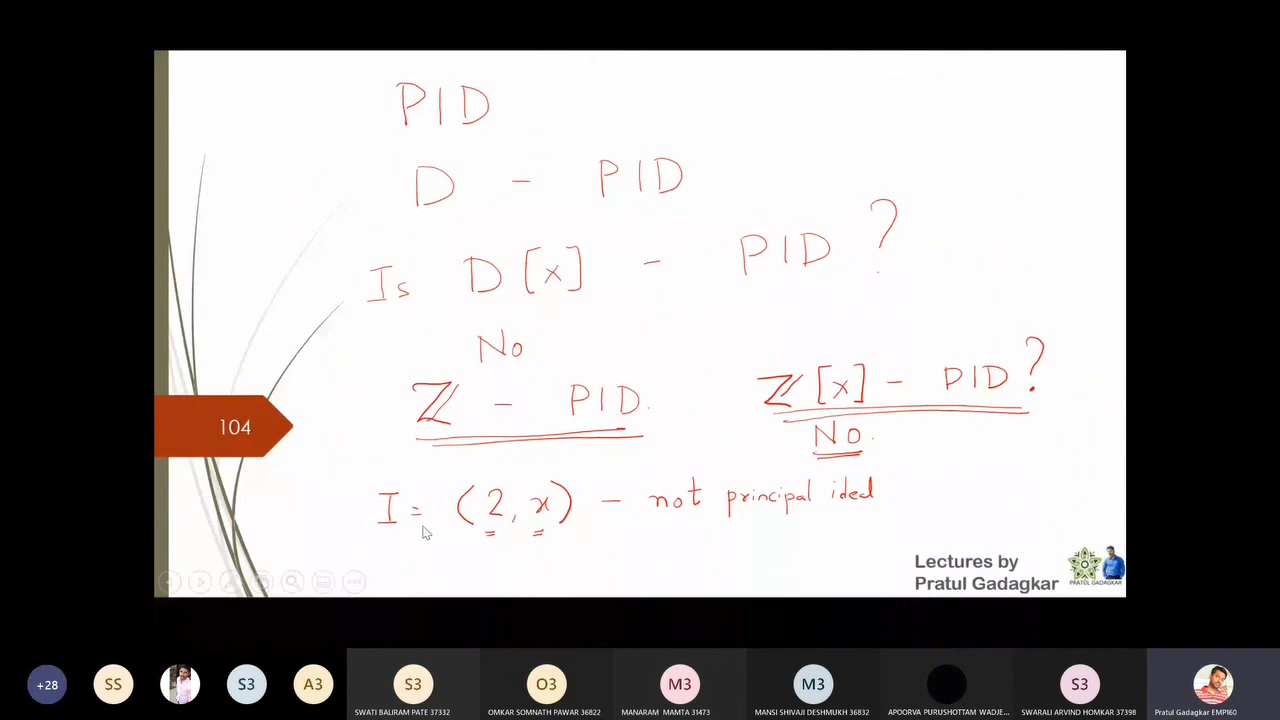 PID
D - PID
Is D[x] - PID ?
No
Z - PID.
Z[x] - PID ?
No.
I = (2, x) - not principal ideal
104
Lectures by
Pratul Gadagkar
PRATUL GADAGKAR
+28
SS
S3
A3
S3
SWATI BALIRAM PATE 37332
O3
OMKAR SOMNATH PAWAR 36822
M3
MANARAM MAMTA 31473
M3
MANSI SHIVAJI DESHMUKH 36832
APOORVA PURUSHOTTAM WADJE...
S3
SWARALI ARVIND HOMKAR 37398
Pratul Gadagkar EMP160